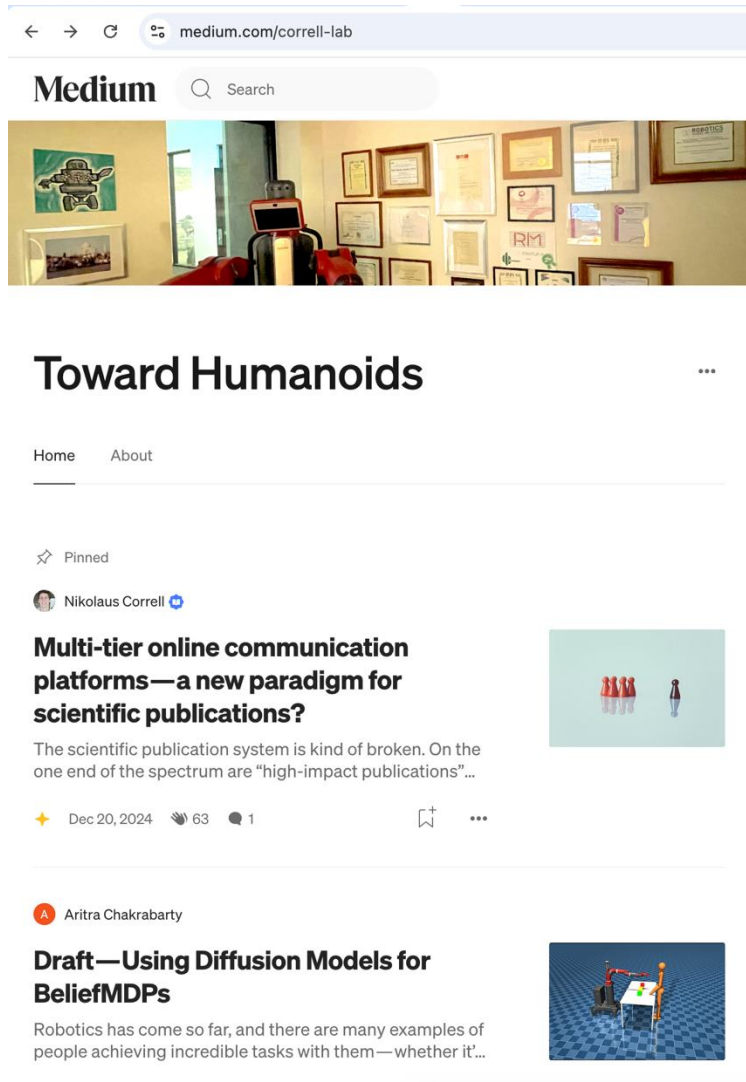 medium.com/correll-lab
Medium
Search
ROBOTICS
RM
Toward Humanoids
Home
About
Pinned
Nikolaus Correll
Multi-tier online communication
platforms—a new paradigm for
scientific publications?
The scientific publication system is kind of broken. On the
one end of the spectrum are “high-impact publications”...
Dec 20, 2024
63
1
A
Aritra Chakrabarty
Draft—Using Diffusion Models for
BeliefMDPs
Robotics has come so far, and there are many examples of
people achieving incredible tasks with them—whether it’...